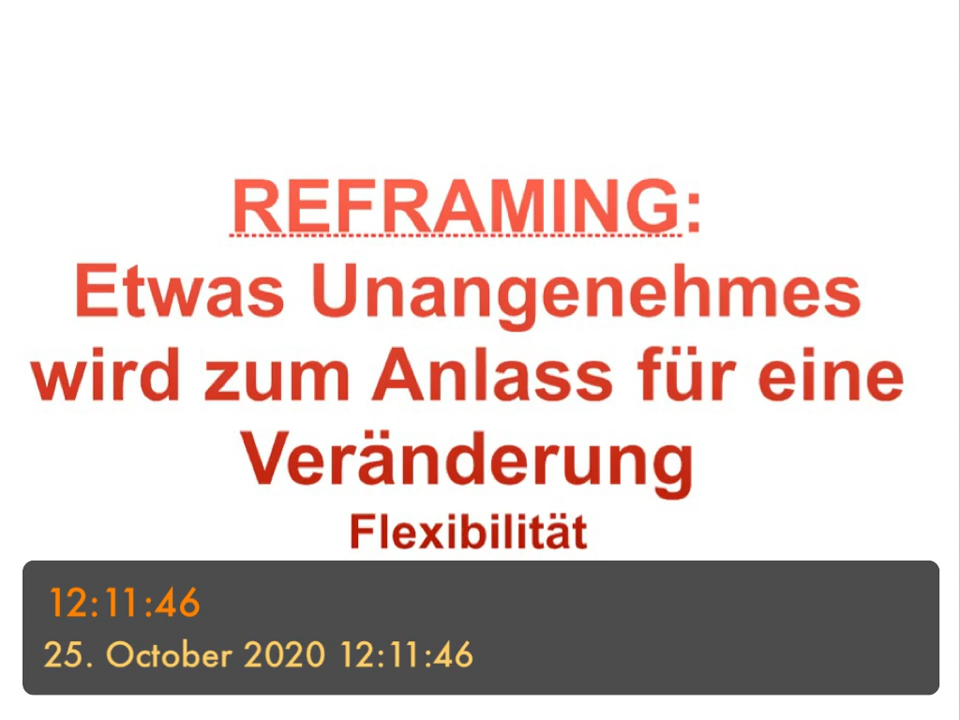 REFRAMING:
Etwas Unangenehmes
wird zum Anlass für eine
Veränderung
Flexibilität
12:11:46
25. October 2020 12:11:46